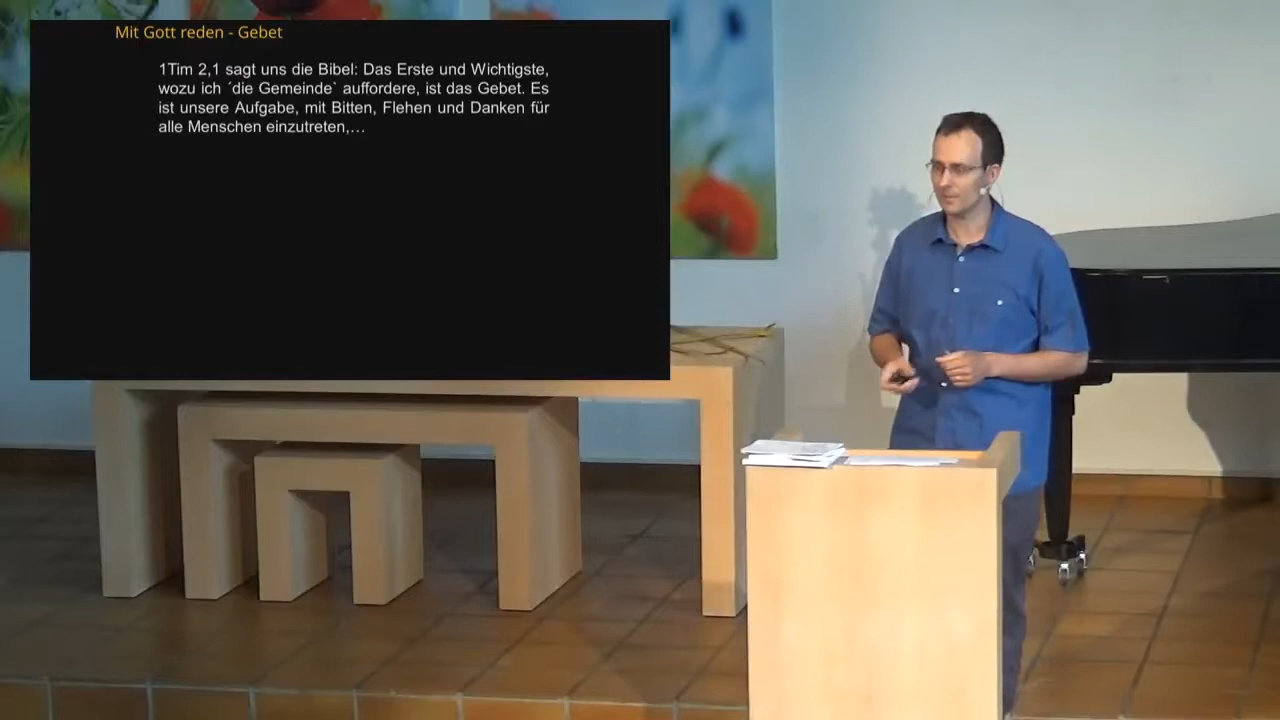 Mit Gott reden - Gebet
1Tim 2,1 sagt uns die Bibel: Das Erste und Wichtigste,
wozu ich ´die Gemeinde` auffordere, ist das Gebet. Es
ist unsere Aufgabe, mit Bitten, Flehen und Danken für
alle Menschen einzutreten,…